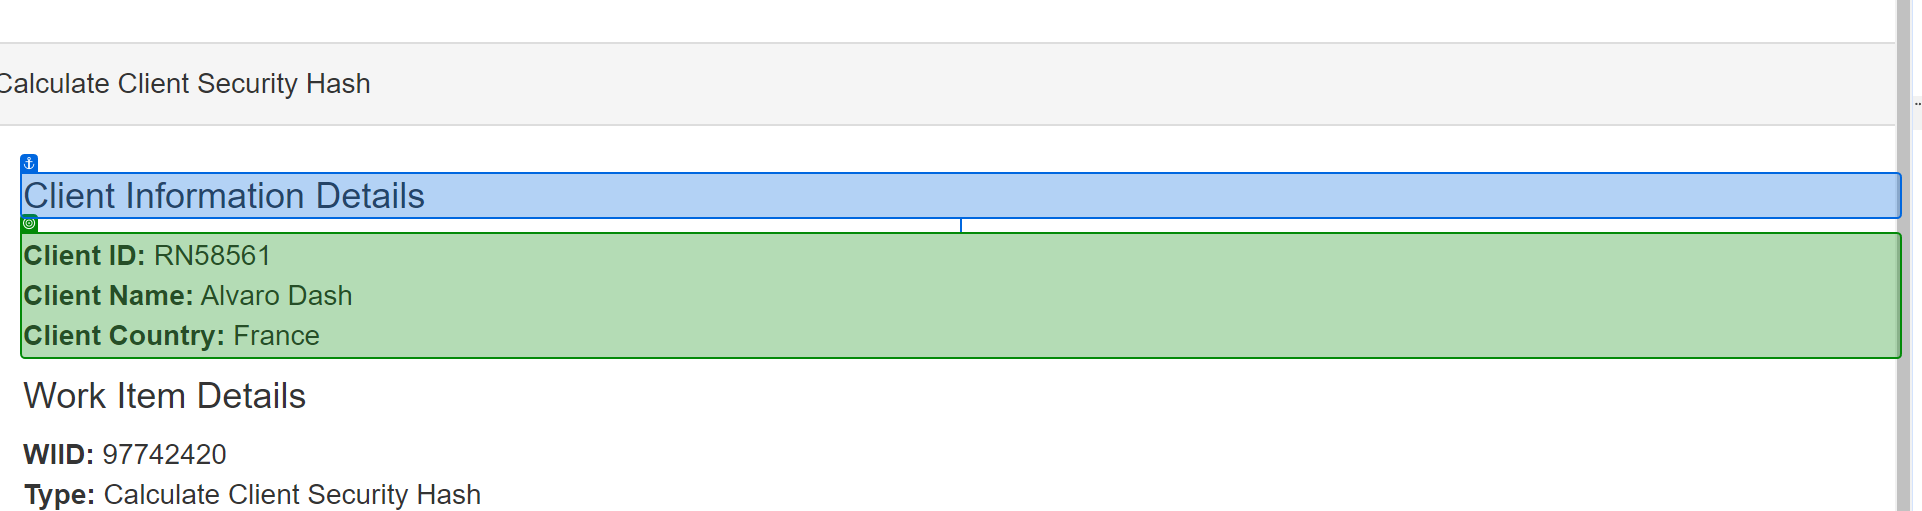 Calculate Client Security Hash
Client Information Details
Client ID: RN58561
Client Name: Alvaro Dash
Client Country: France
Work Item Details
WIID: 97742420
Type: Calculate Client Security Hash